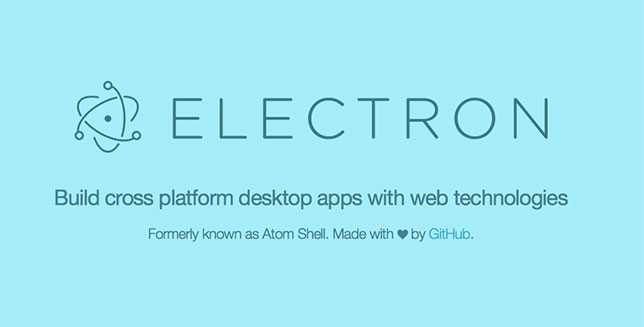 ELECTRON
Build cross platform desktop apps with web technologies
Formerly known as Atom Shell. Made with ♥ by GitHub.